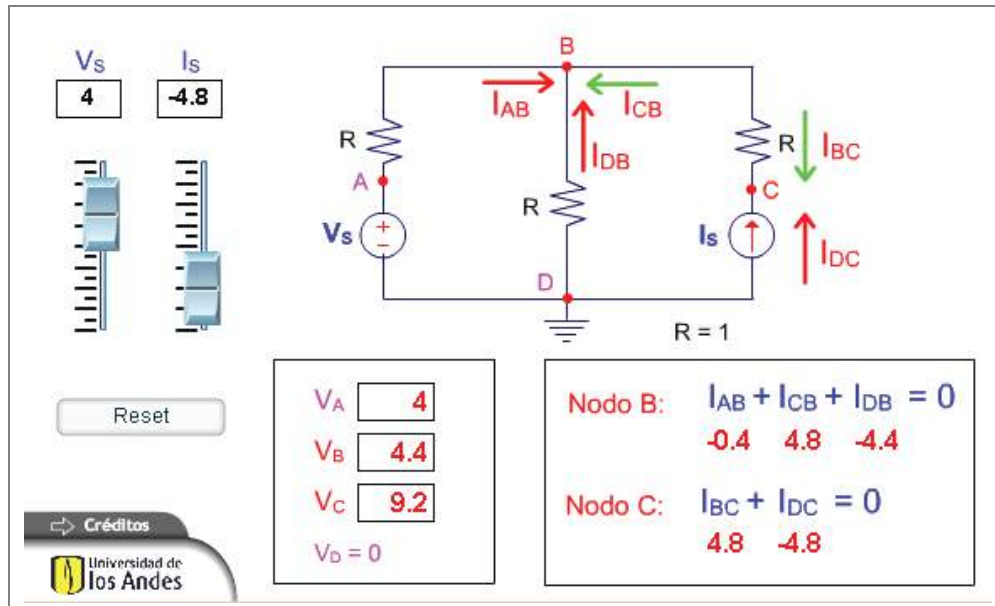 Vs Is
4 -4.8
B
IAB ICB
R IDB R IBC
A C
R
Vs + − Is IDC
D
R = 1
Reset
VA 4
VB 4.4
VC 9.2
VD = 0
Nodo B: IAB + ICB + IDB = 0
-0.4 4.8 -4.4
Nodo C: IBC + IDC = 0
4.8 -4.8
Créditos
Universidad de
los Andes